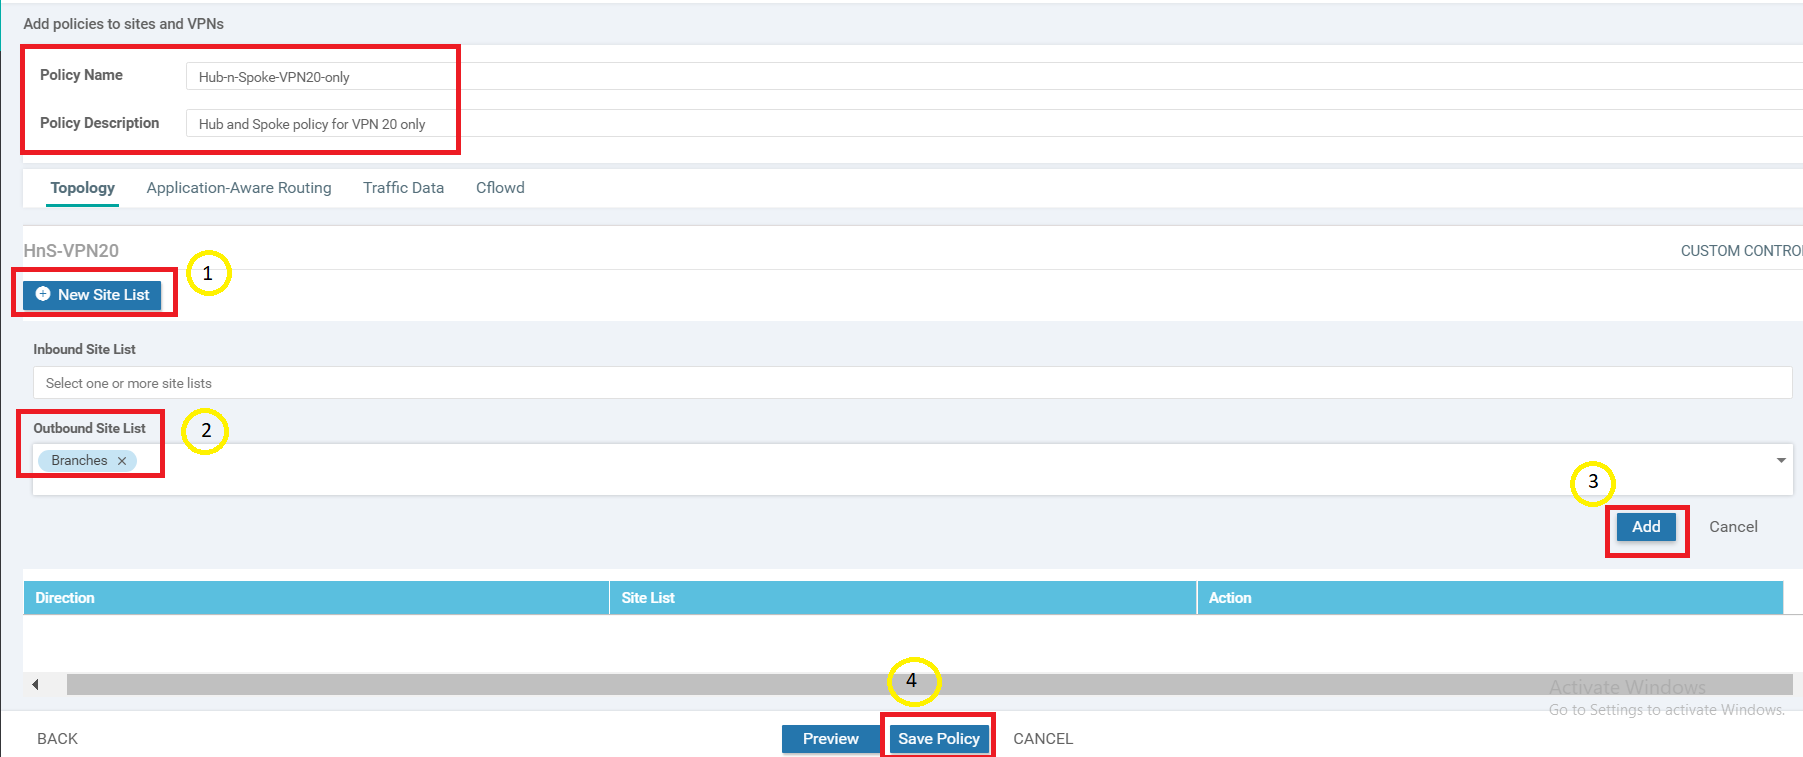 Add policies to sites and VPNs
Policy Name Hub-n-Spoke-VPN20-only
Policy Description Hub and Spoke policy for VPN 20 only
Topology Application-Aware Routing Traffic Data Cflowd
HnS-VPN20 CUSTOM CONTRO
1
New Site List
Inbound Site List
Select one or more site lists
Outbound Site List 2
Branches ×
3
Add Cancel
Direction Site List Action
4
Activate Windows
Go to Settings to activate Windows.
BACK Preview Save Policy CANCEL